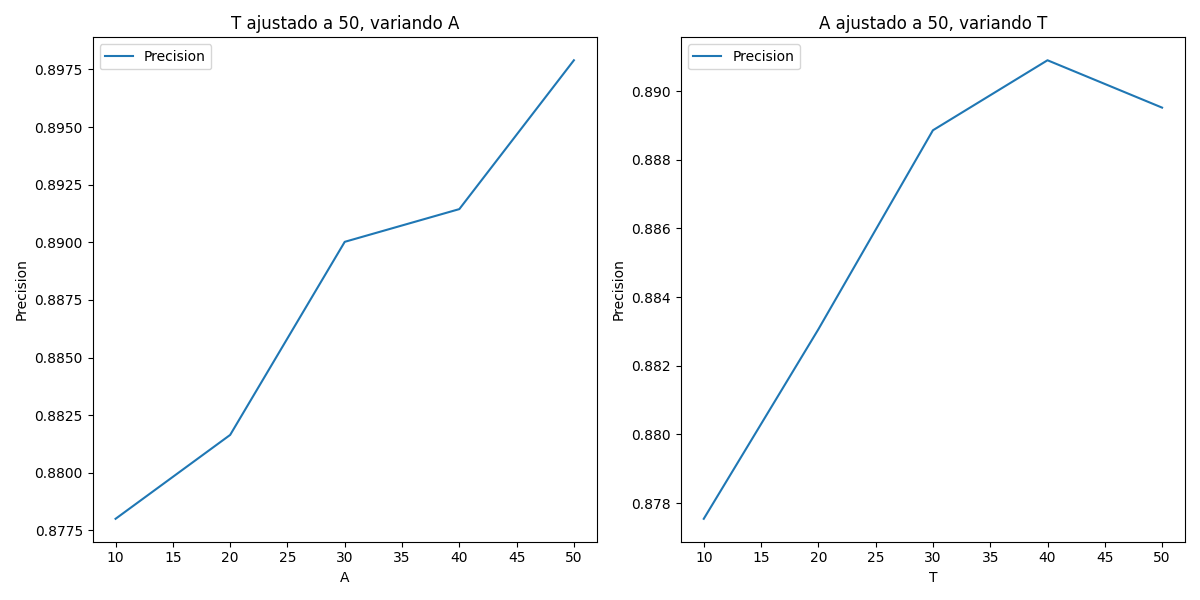 T ajustado a 50, variando A
Precision
0.8975
0.8950
0.8925
0.8900
0.8875
0.8850
0.8825
0.8800
0.8775
Precision
10 15 20 25 30 35 40 45 50
A
A ajustado a 50, variando T
Precision
0.890
0.888
0.886
0.884
0.882
0.880
0.878
Precision
10 15 20 25 30 35 40 45 50
T